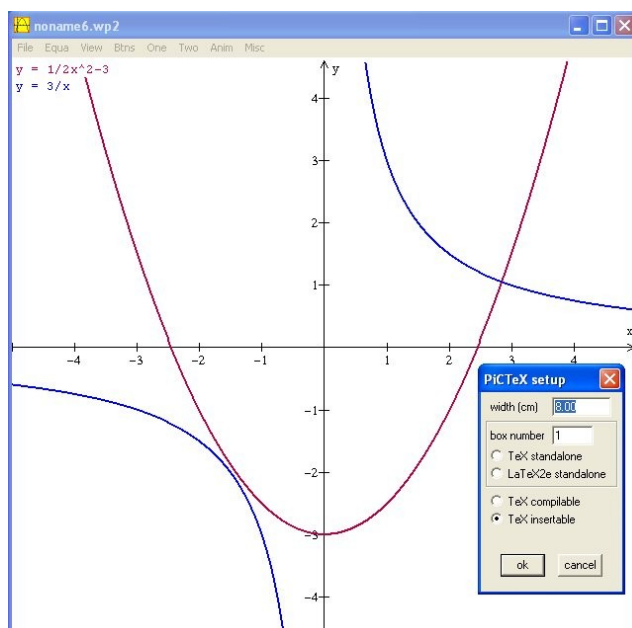 noname6.wp2
File Equa View Btns One Two Anim Misc
y = 1/2x^2-3
y = 3/x
y
4
3
2
1
x
-4 -3 -2 -1 1 2 3 4
-1
-2
-3
-4
PiCTeX setup
width (cm) 8.00
box number 1
TeX standalone
LaTeX2e standalone
TeX compilable
TeX insertable
ok cancel